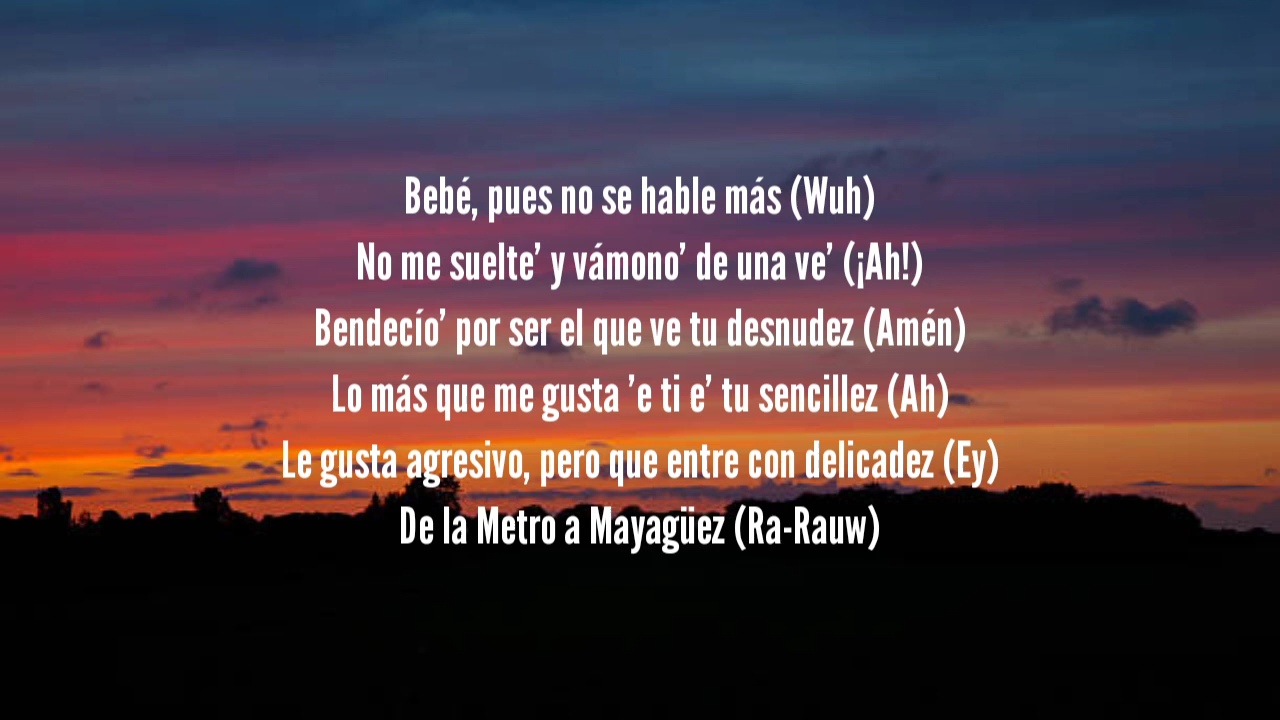 Bebé, pues no se hable más (Wuh)
No me suelte’ y vámono’ de una ve’ (¡Ah!)
Bendecío’ por ser el que ve tu desnudez (Amén)
Lo más que me gusta ’e ti e’ tu sencillez (Ah)
Le gusta agresivo, pero que entre con delicadez (Ey)
De la Metro a Mayagüez (Ra-Rauw)